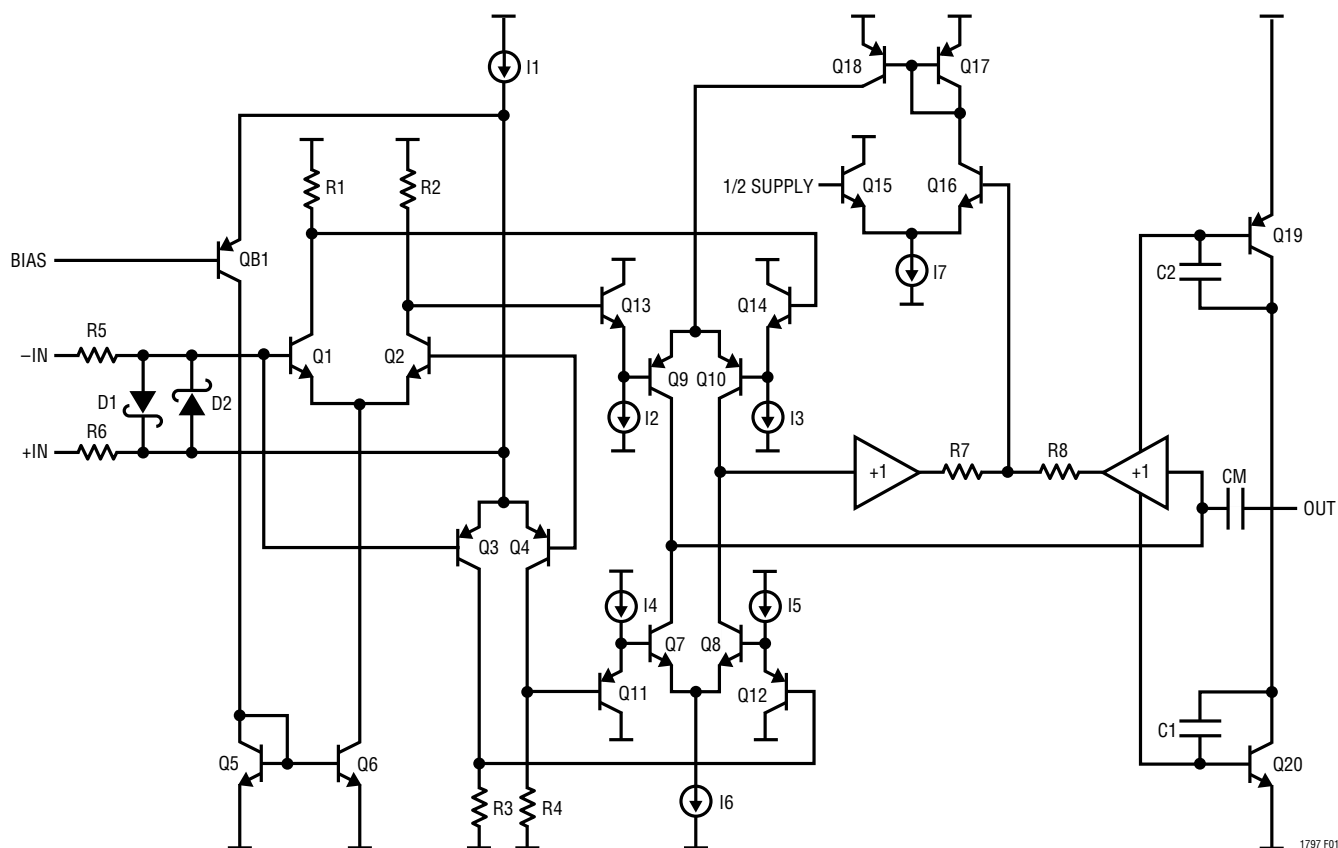 I1
Q18
Q17
R1
R2
1/2 SUPPLY
Q15
Q16
Q19
BIAS
QB1
I7
C2
Q13
Q14
R5
–IN
Q1
Q2
Q9
Q10
D1
D2
I2
I3
R6
+IN
+1
R7
R8
+1
CM
OUT
Q3
Q4
I4
I5
Q7
Q8
Q11
Q12
C1
Q5
Q6
Q20
R3
R4
I6
1797 F01